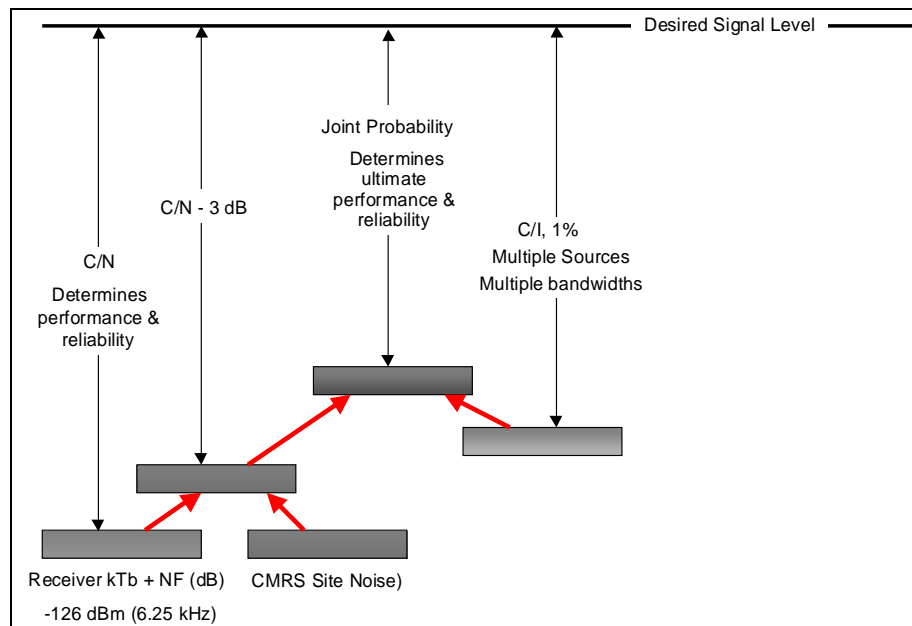 Desired Signal Level
Joint Probability
Determines
ultimate
performance &
reliability
C/N - 3 dB
C/I, 1%
Multiple Sources
Multiple bandwidths
C/N
Determines
performance &
reliability
Receiver kTb + NF (dB)
-126 dBm (6.25 kHz)
CMRS Site Noise)